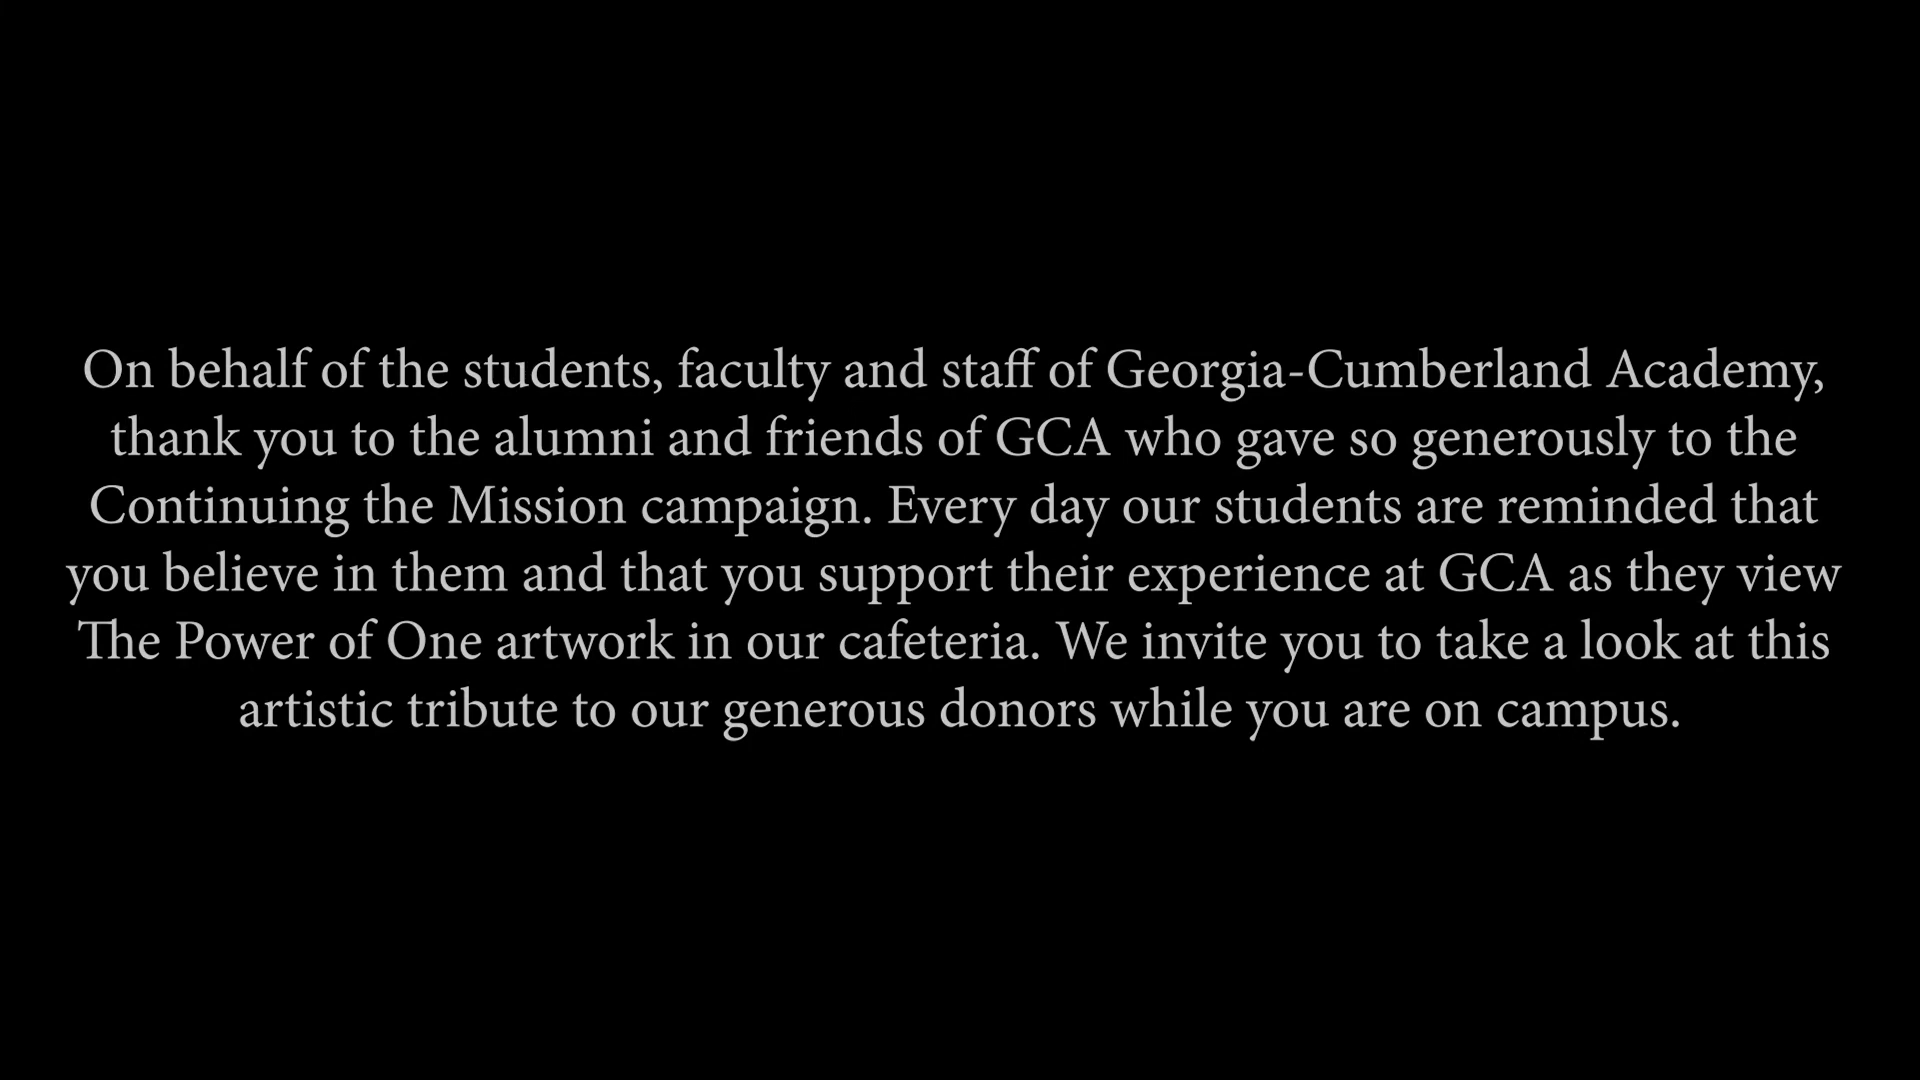 On behalf of the students, faculty and staff of Georgia-Cumberland Academy,
thank you to the alumni and friends of GCA who gave so generously to the
Continuing the Mission campaign. Every day our students are reminded that
you believe in them and that you support their experience at GCA as they view
The Power of One artwork in our cafeteria. We invite you to take a look at this
artistic tribute to our generous donors while you are on campus.